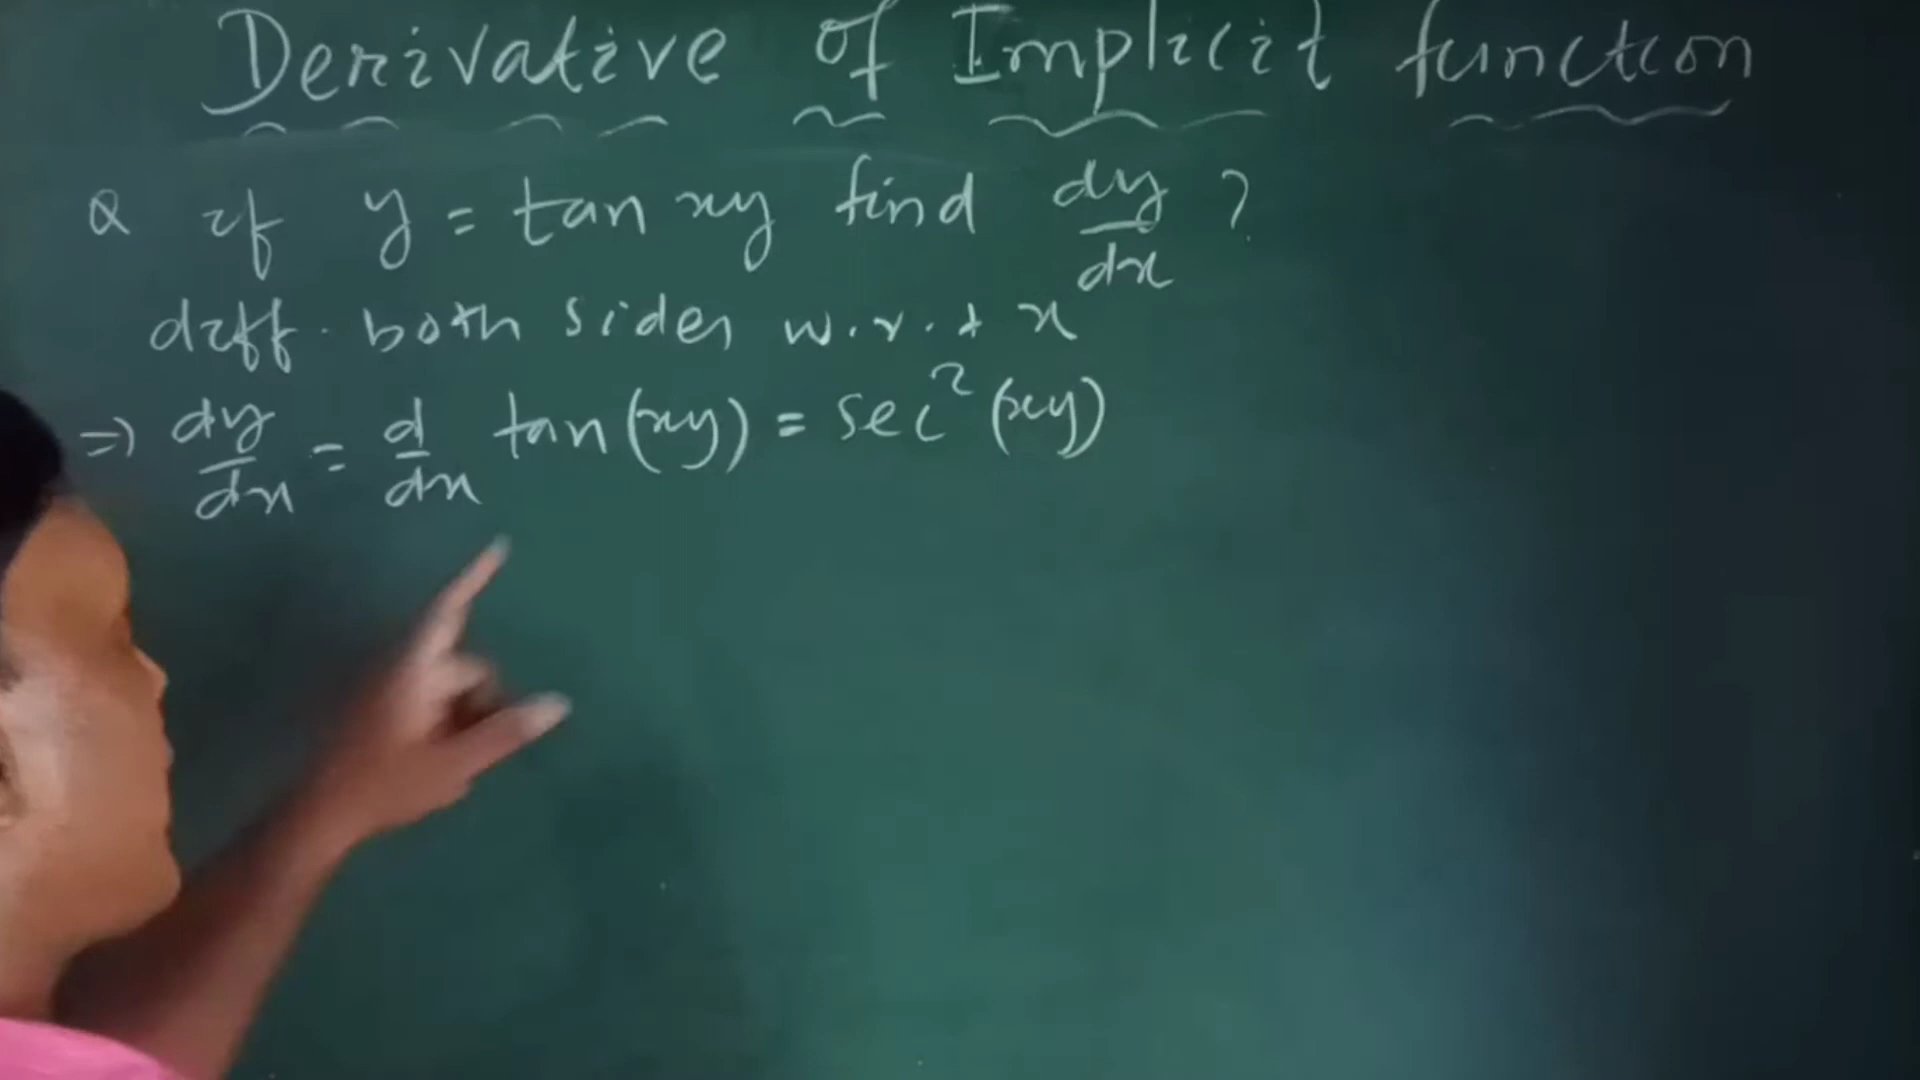 Derivative of Implicit function
Q if y = tan xy find dy/dx ?
diff. both sides w.r.t x
⇒ dy/dx = d/dx tan(xy) = sec²(xy)